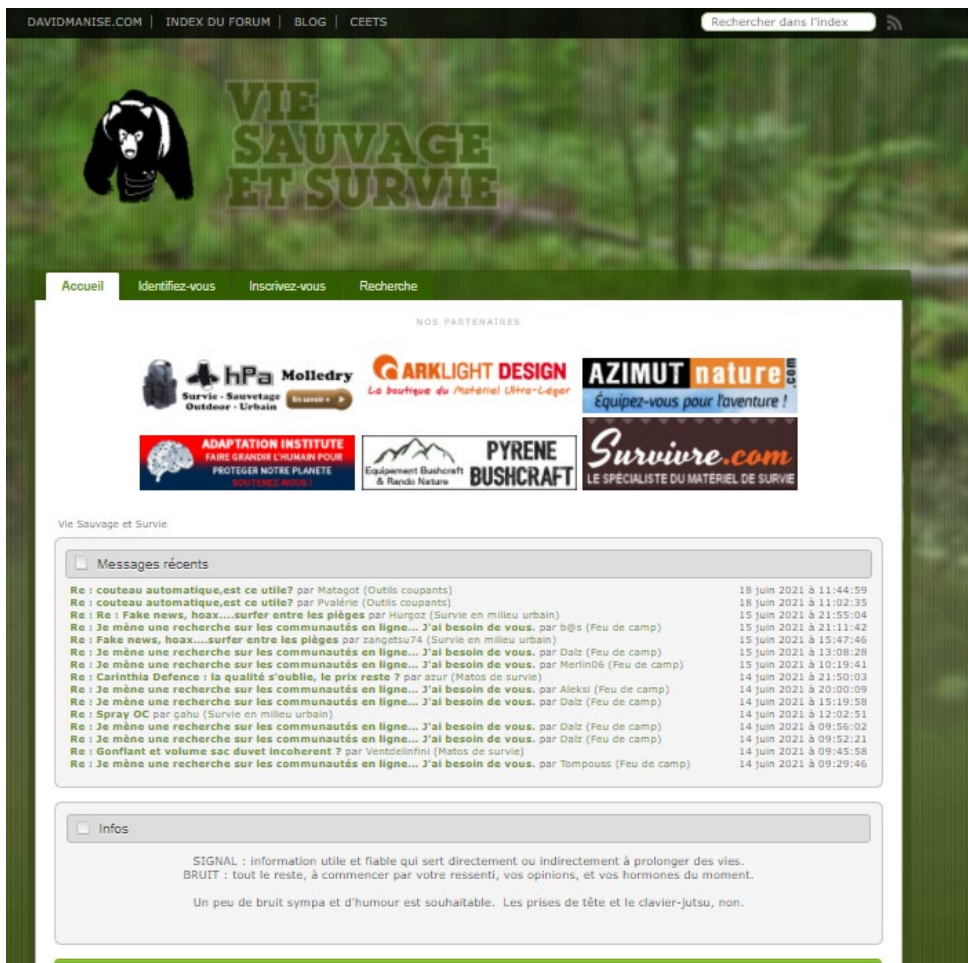 DAVIDMANISE.COM | INDEX DU FORUM | BLOG | CEETS
Rechercher dans l'index
VIE
SAUVAGE
ET SURVIE
Accueil Identifiez-vous Inscrivez-vous Recherche
NOS PARTENAIRES
hPa Molledry
Survie - Sauvetage
Outdoor - Urbain
En savoir +
ARKLIGHT DESIGN
La boutique du Matériel Ultra-Léger
AZIMUT nature.com
Équipez-vous pour l'aventure !
ADAPTATION INSTITUTE
FAIRE GRANDIR L'HUMAIN POUR
PROTEGER NOTRE PLANETE
SOUTENEZ-NOUS !
PYRENE
BUSHCRAFT
Equipement Bushcraft
& Rando Nature
Survivre.com
LE SPECIALISTE DU MATÉRIEL DE SURVIE
Vie Sauvage et Survie
Messages récents
Re : couteau automatique,est ce utile? par Matagot (Outils coupants) 18 juin 2021 à 11:44:59
Re : couteau automatique,est ce utile? par Pvalérie (Outils coupants) 18 juin 2021 à 11:02:35
Re : Re : Fake news, hoax....surfer entre les pièges par Hurgoz (Survie en milieu urbain) 15 juin 2021 à 21:55:04
Re : Je mène une recherche sur les communautés en ligne... J'ai besoin de vous. par b@s (Feu de camp) 15 juin 2021 à 21:11:42
Re : Fake news, hoax....surfer entre les pièges par zangetsu74 (Survie en milieu urbain) 15 juin 2021 à 15:47:46
Re : Je mène une recherche sur les communautés en ligne... J'ai besoin de vous. par Dalz (Feu de camp) 15 juin 2021 à 13:08:28
Re : Je mène une recherche sur les communautés en ligne... J'ai besoin de vous. par Merlin06 (Feu de camp) 15 juin 2021 à 10:19:41
Re : Carinthia Defence : la qualité s'oublie, le prix reste ? par azur (Matos de survie) 14 juin 2021 à 21:50:03
Re : Je mène une recherche sur les communautés en ligne... J'ai besoin de vous. par Aleksi (Feu de camp) 14 juin 2021 à 20:00:09
Re : Je mène une recherche sur les communautés en ligne... J'ai besoin de vous. par Dalz (Feu de camp) 14 juin 2021 à 15:19:58
Re : Spray OC par gahu (Survie en milieu urbain) 14 juin 2021 à 12:02:51
Re : Je mène une recherche sur les communautés en ligne... J'ai besoin de vous. par Dalz (Feu de camp) 14 juin 2021 à 09:56:02
Re : Je mène une recherche sur les communautés en ligne... J'ai besoin de vous. par Dalz (Feu de camp) 14 juin 2021 à 09:52:21
Re : Gonflant et volume sac duvet incoherent ? par Ventdelinfini (Matos de survie) 14 juin 2021 à 09:45:58
Re : Je mène une recherche sur les communautés en ligne... J'ai besoin de vous. par Tompouss (Feu de camp) 14 juin 2021 à 09:29:46
Infos
SIGNAL : information utile et fiable qui sert directement ou indirectement à prolonger des vies.
BRUIT : tout le reste, à commencer par votre ressenti, vos opinions, et vos hormones du moment.
Un peu de bruit sympa et d'humour est souhaitable. Les prises de tête et le clavier-jutsu, non.